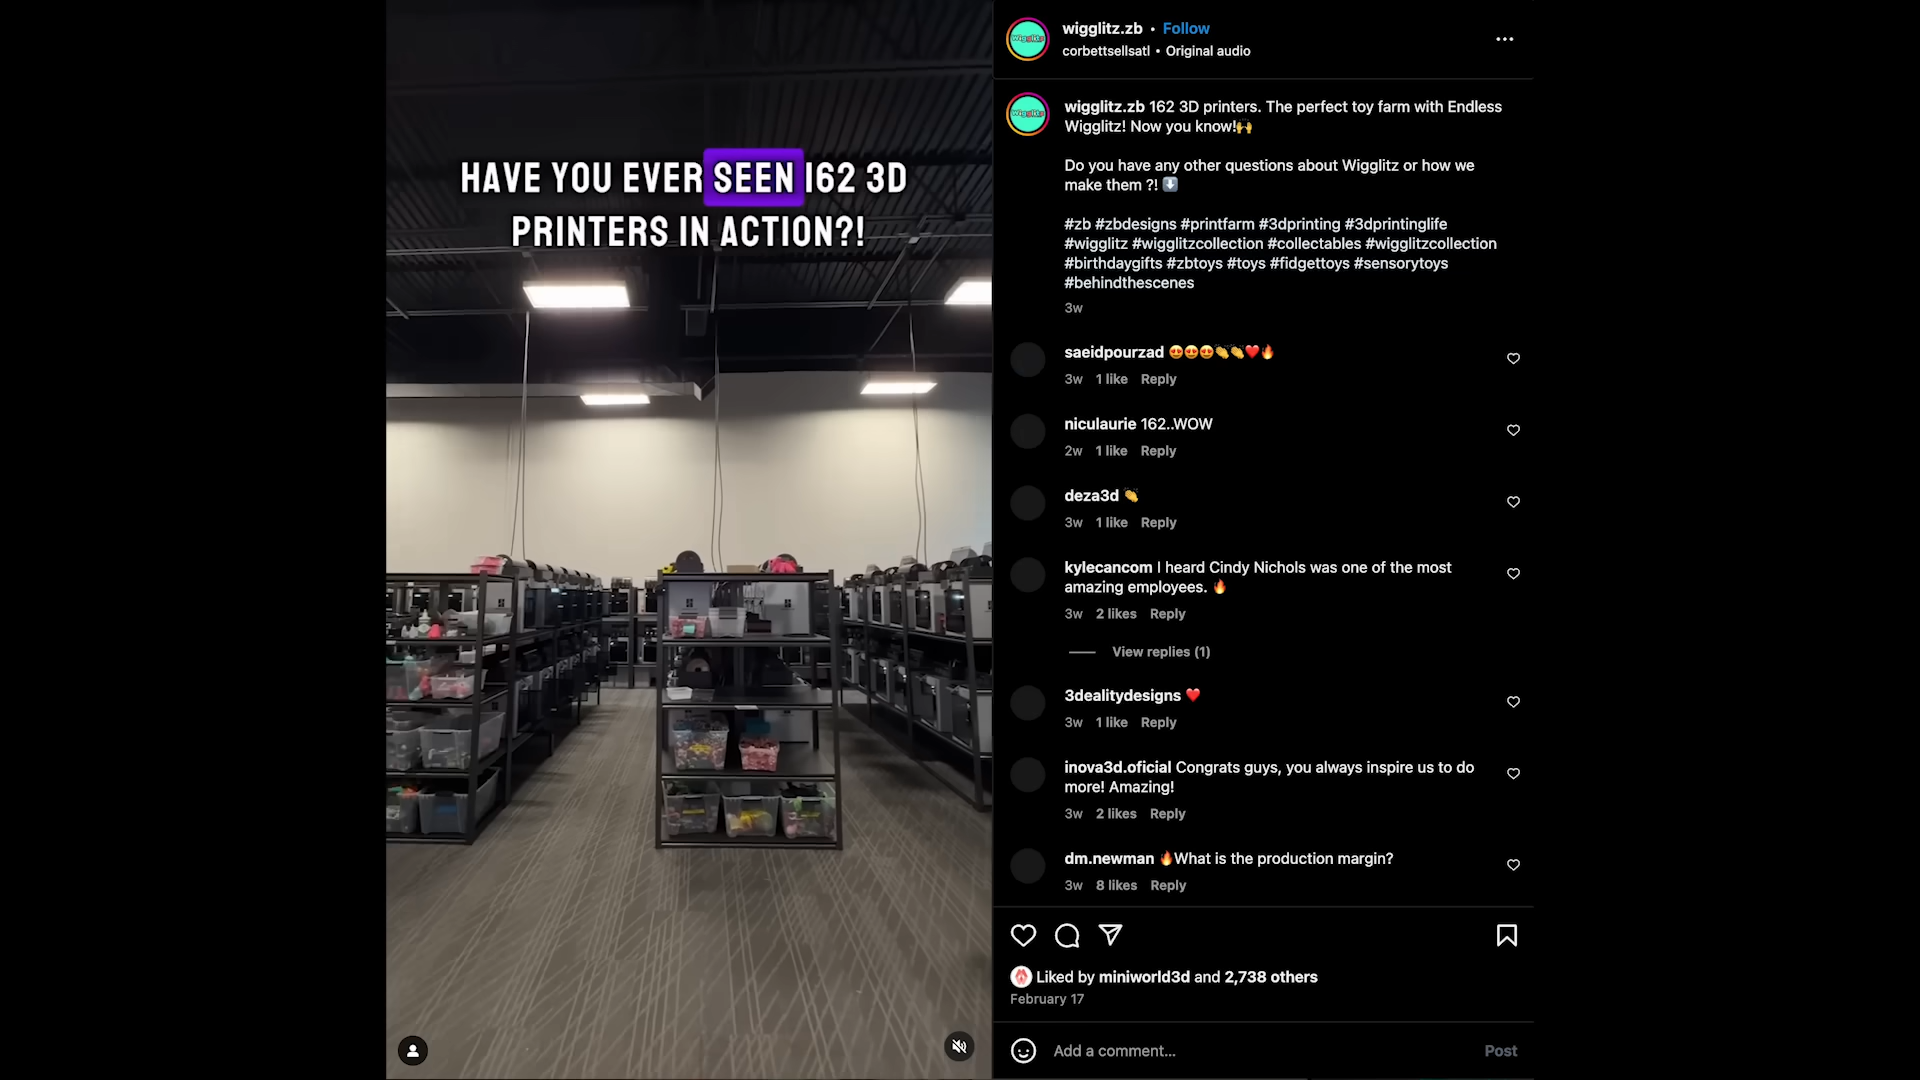 HAVE YOU EVER SEEN 162 3D
PRINTERS IN ACTION?!
wigglitz.zb • Follow
corbettsellsatl • Original audio
wigglitz.zb 162 3D printers. The perfect toy farm with Endless
Wigglitz! Now you know!🙌
Do you have any other questions about Wigglitz or how we
make them ?! ⬇️
#zb #zbdesigns #printfarm #3dprinting #3dprintinglife
#wigglitz #wigglitzcollection #collectables #wigglitzcollection
#birthdaygifts #zbtoys #toys #fidgettoys #sensorytoys
#behindthescenes
3w
saeidpourzad 😍😍😍👏👏❤️🔥
3w 1 like Reply
niculaurie 162..WOW
2w 1 like Reply
deza3d 👏
3w 1 like Reply
kylecancom I heard Cindy Nichols was one of the most
amazing employees. 🔥
3w 2 likes Reply
View replies (1)
3dealitydesigns ❤️
3w 1 like Reply
inova3d.oficial Congrats guys, you always inspire us to do
more! Amazing!
3w 2 likes Reply
dm.newman 🔥What is the production margin?
3w 8 likes Reply
Liked by miniworld3d and 2,738 others
February 17
Add a comment... Post